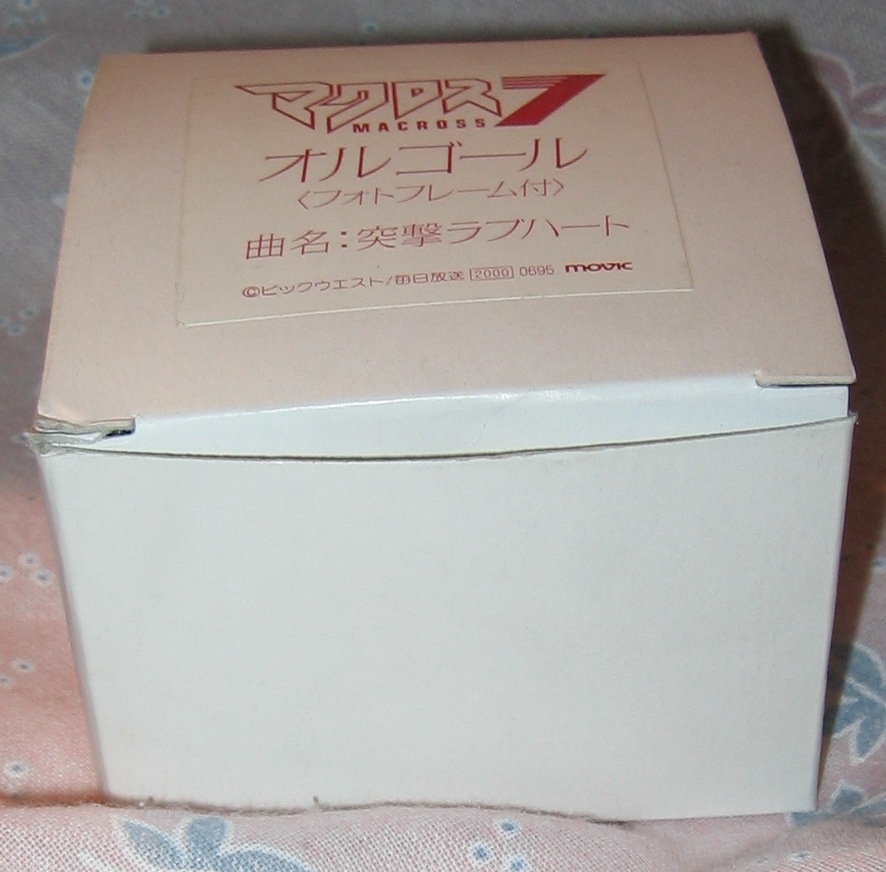 マクロス7
MACROSS
オルゴール
〈フォトフレーム付〉
曲名：突撃ラブハート
©ビックウエスト/毎日放送 2000 0695 movic